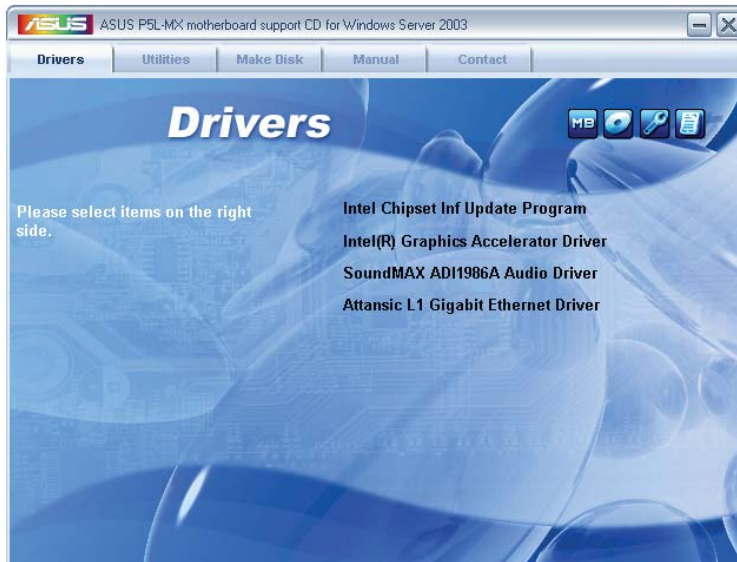 ASUS ASUS P5L-MX motherboard support CD for Windows Server 2003
Drivers Utilities Make Disk Manual Contact
Drivers
MB
Please select items on the right
side.
Intel Chipset Inf Update Program
Intel(R) Graphics Accelerator Driver
SoundMAX ADI1986A Audio Driver
Attansic L1 Gigabit Ethernet Driver